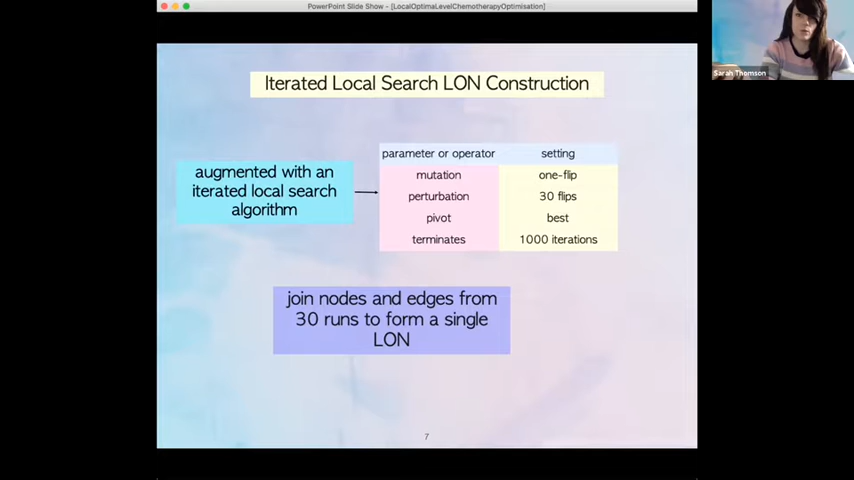 PowerPoint Slide Show - [LocalOptimaLevelChemotherapyOptimisation]
Sarah Thomson
Iterated Local Search LON Construction
augmented with an
iterated local search
algorithm
parameter or operator setting
mutation one-flip
perturbation 30 flips
pivot best
terminates 1000 iterations
join nodes and edges from
30 runs to form a single
LON
7